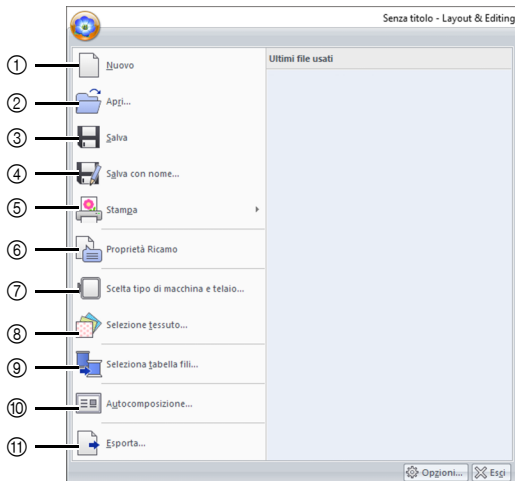 Senza titolo - Layout & Editing
Ultimi file usati
① Nuovo
② Apri...
③ Salva
④ Salva con nome...
⑤ Stampa
⑥ Proprietà Ricamo
⑦ Scelta tipo di macchina e telaio...
⑧ Selezione tessuto...
⑨ Seleziona tabella fili...
⑩ Autocomposizione...
⑪ Esporta...
Opzioni... Esci